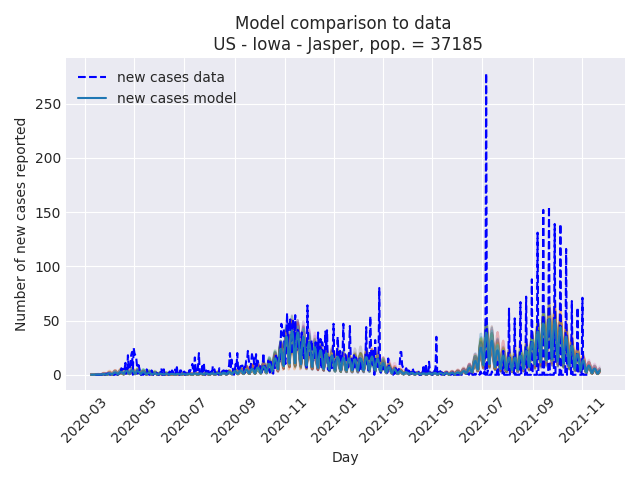 Model comparison to data
US - Iowa - Jasper, pop. = 37185
new cases data
new cases model
Number of new cases reported
250
200
150
100
50
0
2020-03
2020-05
2020-07
2020-09
2020-11
2021-01
2021-03
2021-05
2021-07
2021-09
2021-11
Day